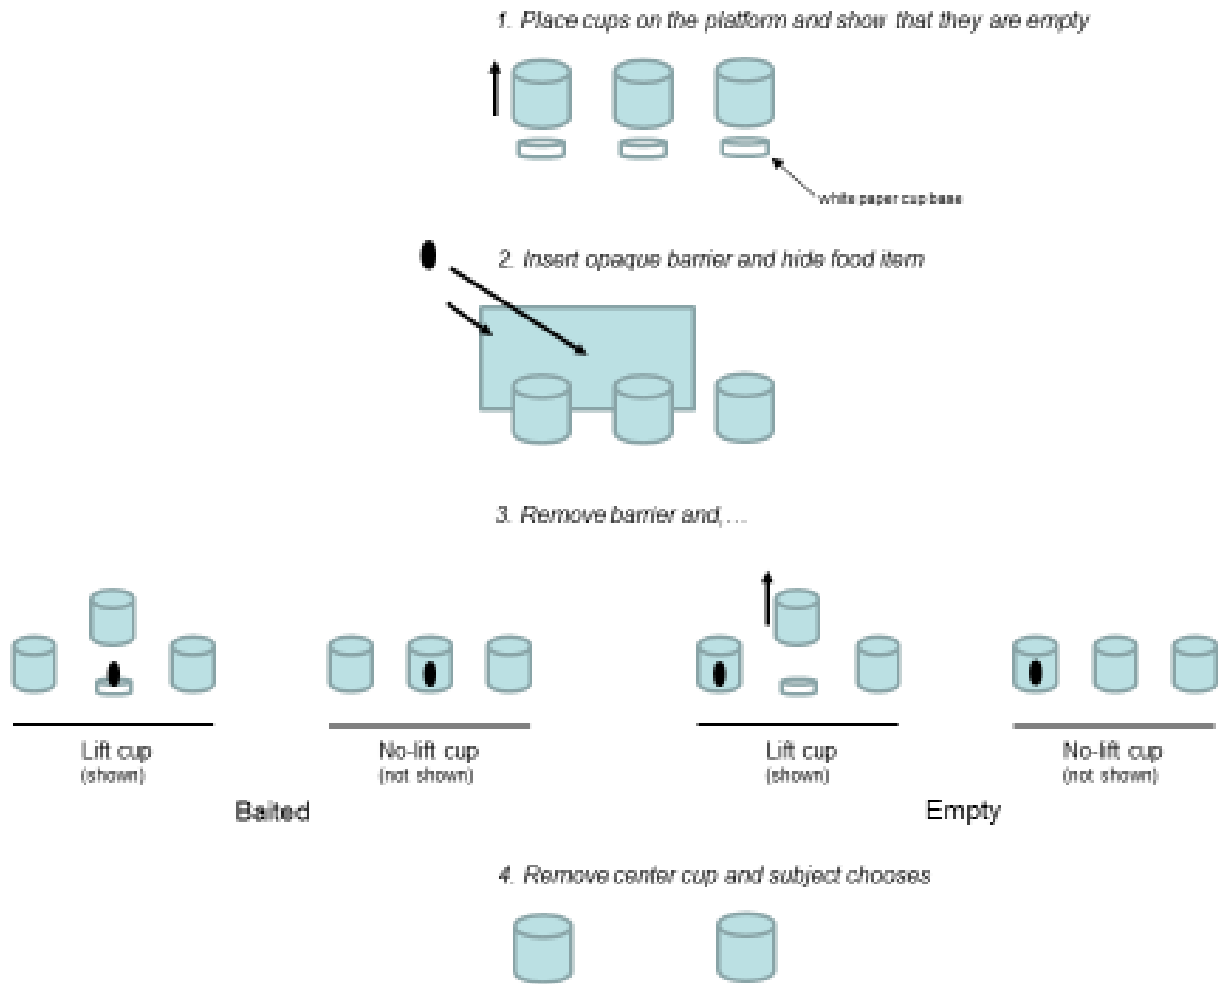 1. Place cups on the platform and show that they are empty
white paper cup base
2. Insert opaque barrier and hide food item
3. Remove barrier and,...
Lift cup
(shown)
No-lift cup
(not shown)
Lift cup
(shown)
No-lift cup
(not shown)
Baited
Empty
4. Remove center cup and subject chooses